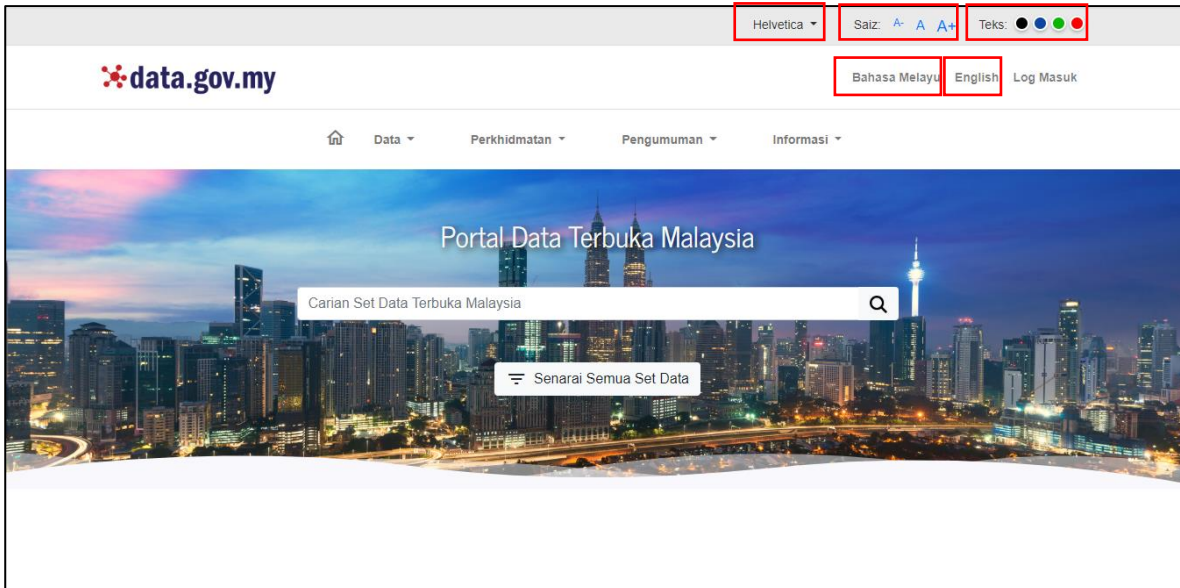 Helvetica Saiz: A- A A+ Teks:
data.gov.my Bahasa Melayu English Log Masuk
Data Perkhidmatan Pengumuman Informasi
Portal Data Terbuka Malaysia
Carian Set Data Terbuka Malaysia
Senarai Semua Set Data